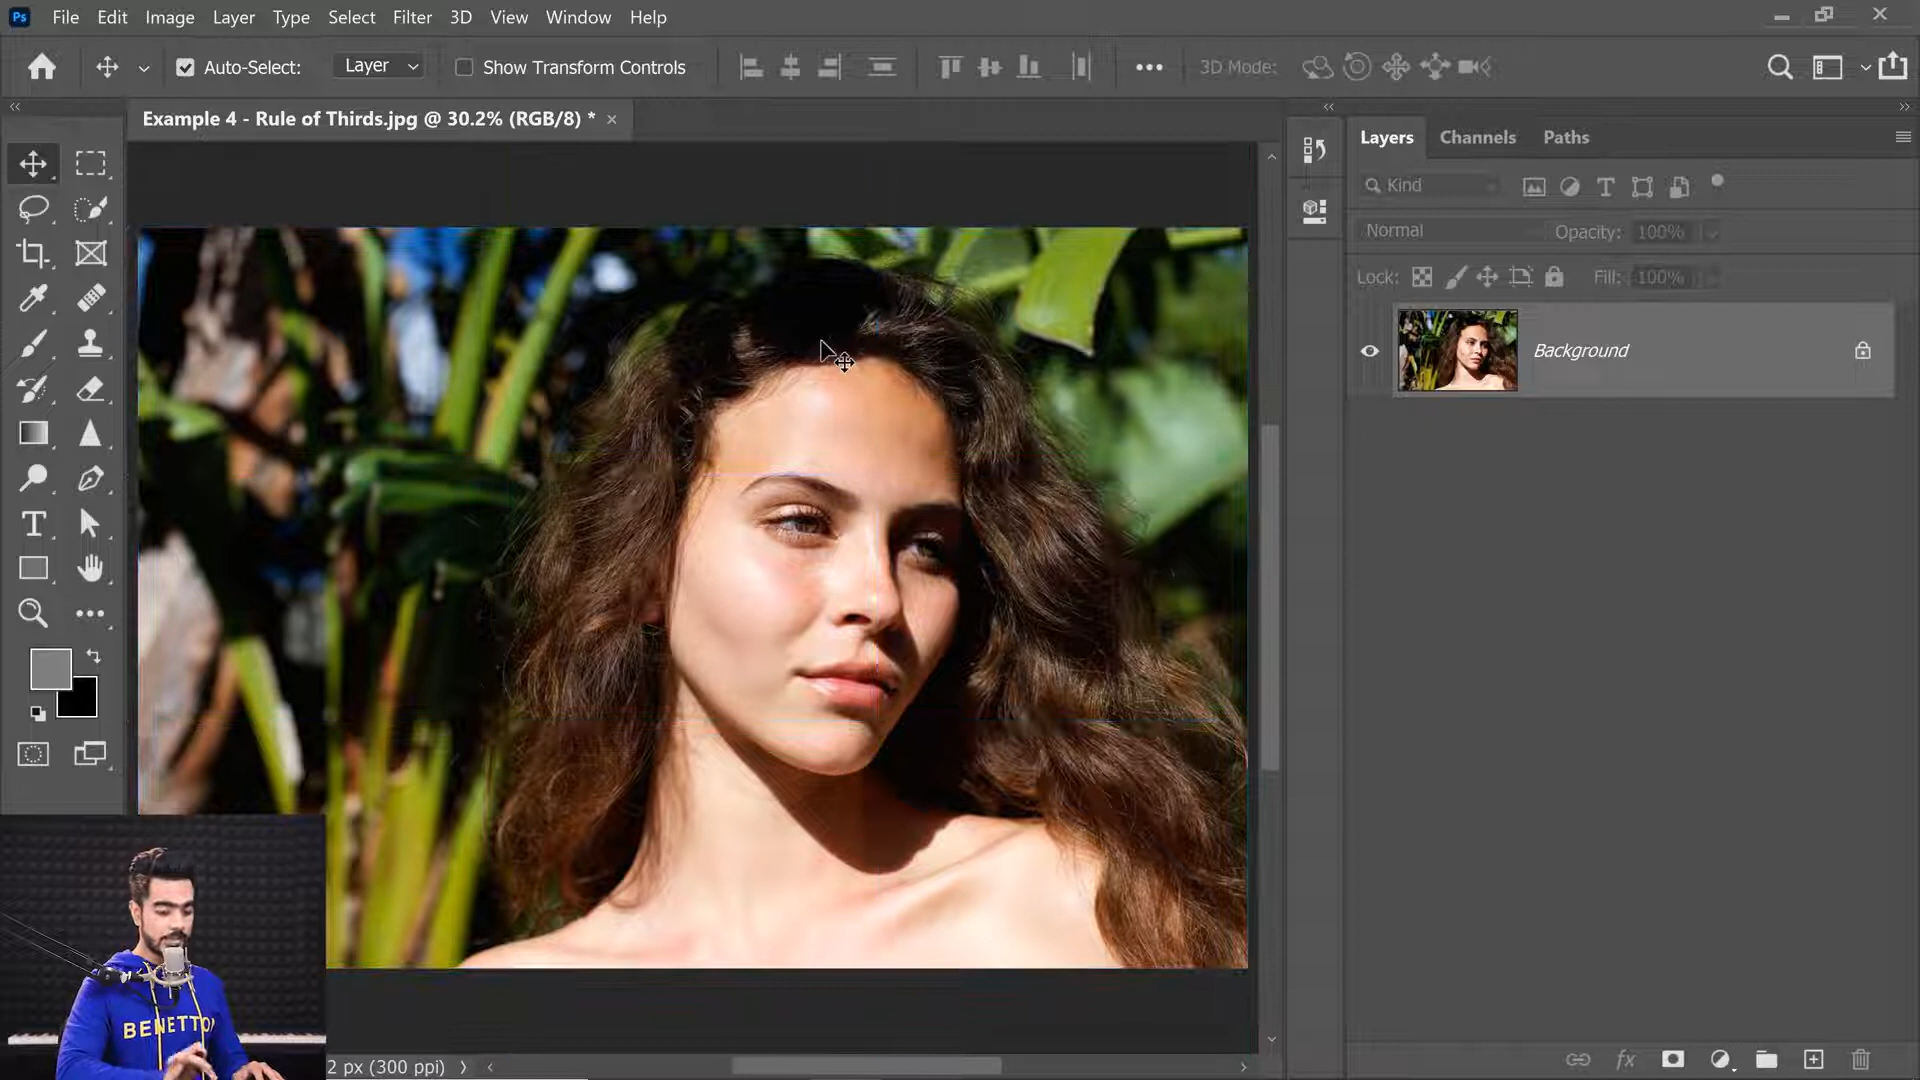 Ps File Edit Image Layer Type Select Filter 3D View Window Help
Auto-Select: Layer Show Transform Controls 3D Mode:
Example 4 - Rule of Thirds.jpg @ 30.2% (RGB/8) * ×
Layers Channels Paths
Kind
Normal Opacity: 100%
Lock: Fill: 100%
Background
BENETTON
2 px (300 ppi)
fx